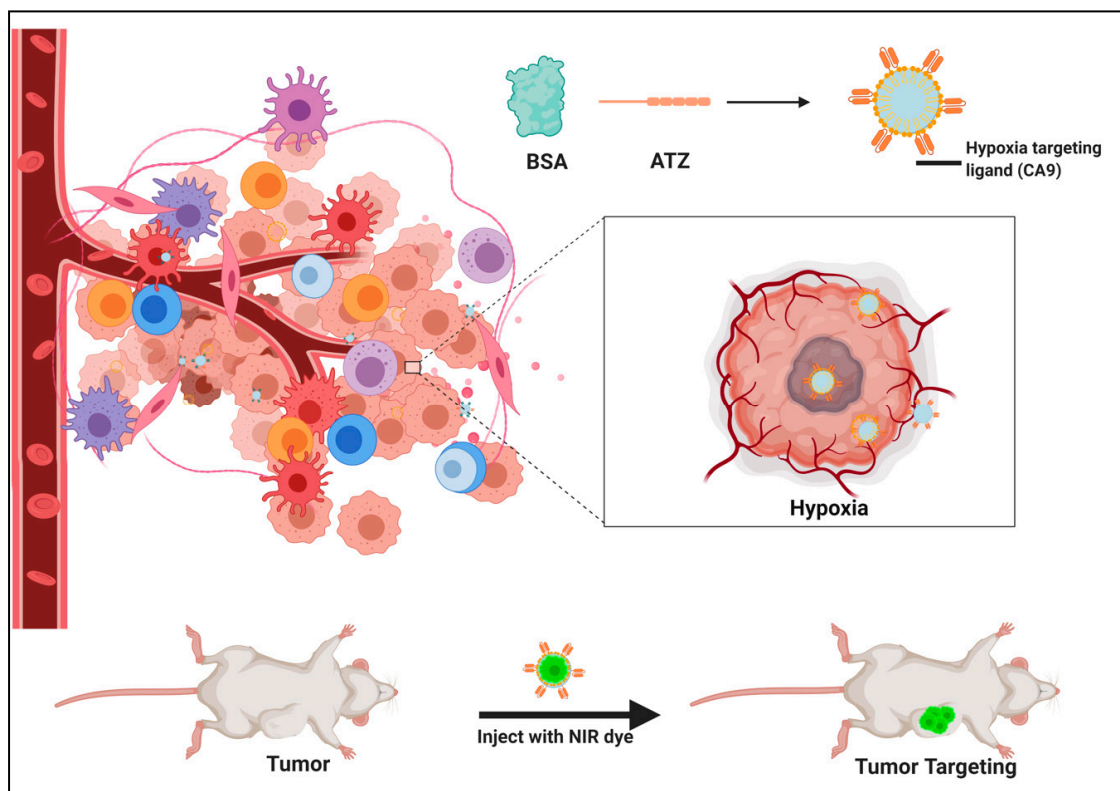 BSA
ATZ
Hypoxia targeting
ligand (CA9)
Hypoxia
Inject with NIR dye
Tumor
Tumor Targeting